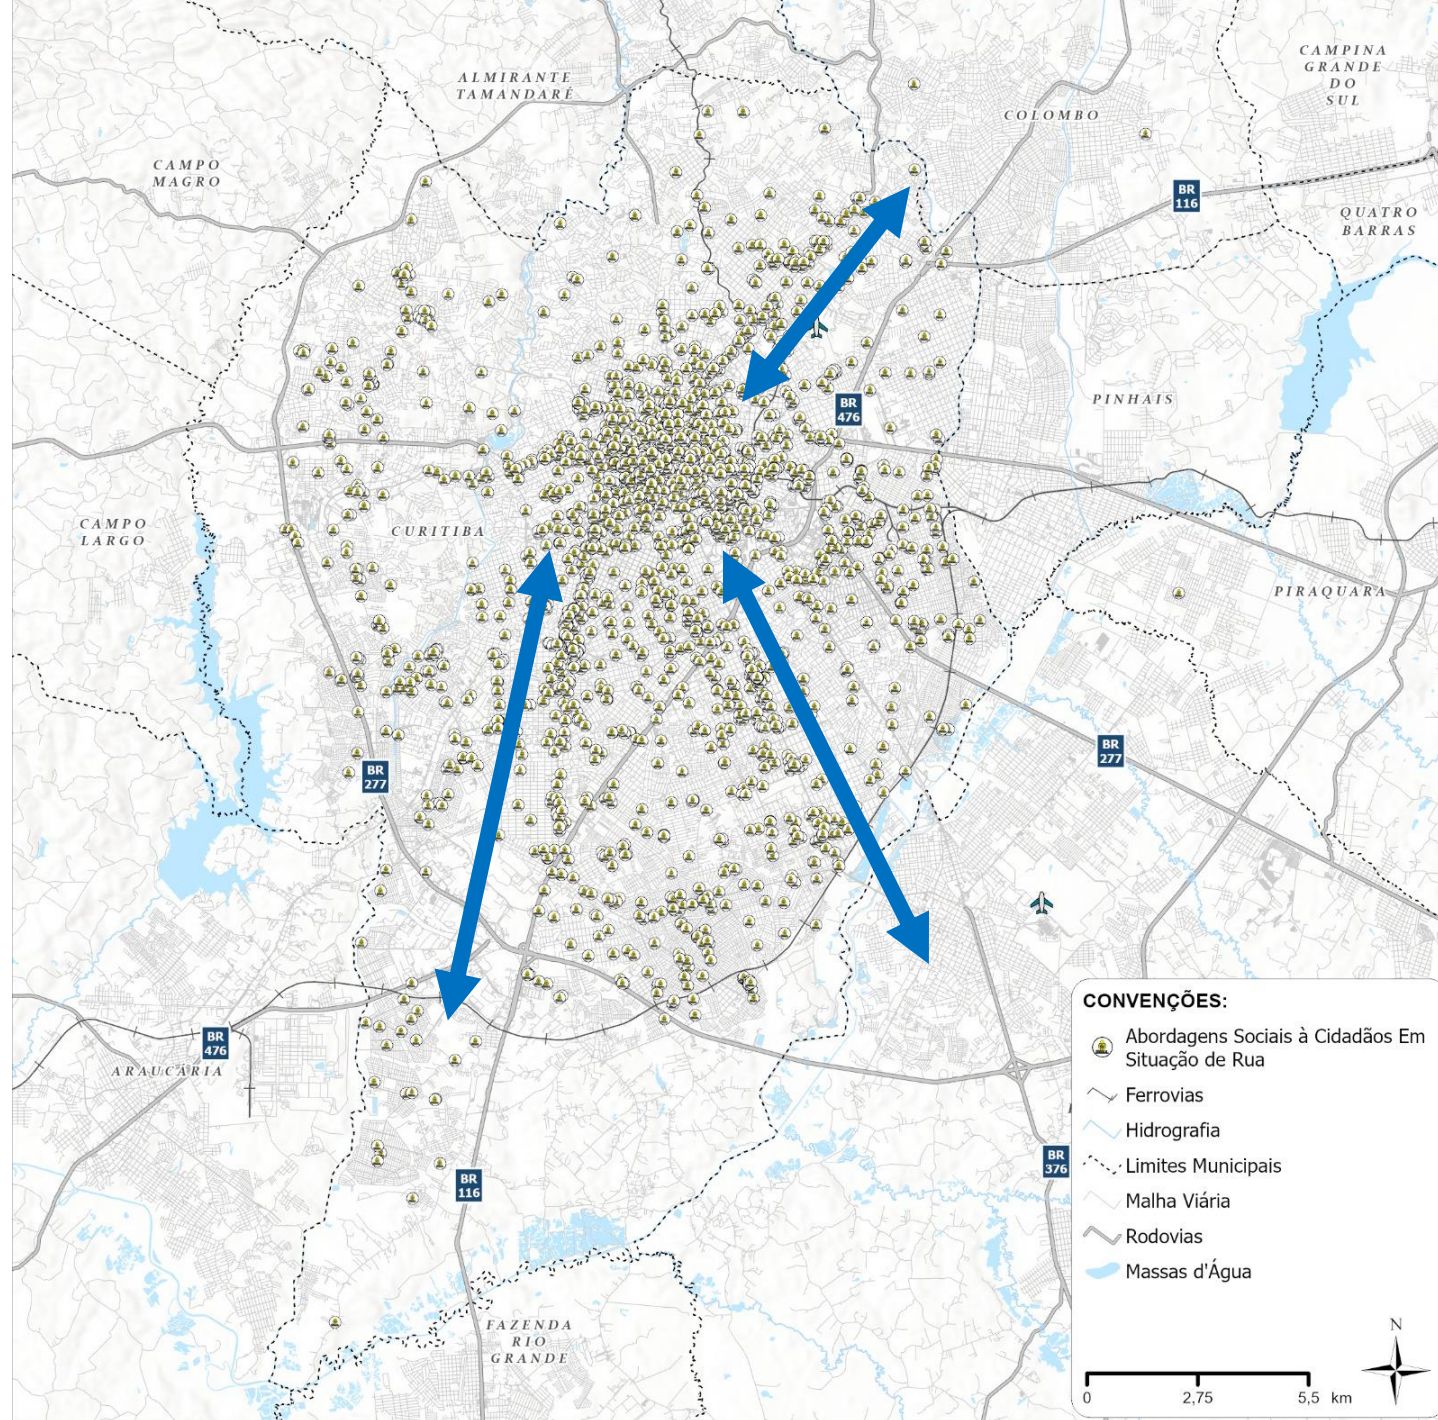 ALMIRANTE
TAMANDARÉ
CAMPINA
GRANDE
DO
SUL
COLOMBO
CAMPO
MAGRO
BR
116
QUATRO
BARRAS
BR
476
PINHAIS
CAMPO
LARGO
CURITIBA
PIRAQUARA
BR
277
BR
277
BR
476
ARAUCÁRIA
BR
376
BR
116
FAZENDA
RIO
GRANDE
CONVENÇÕES:
Abordagens Sociais à Cidadãos Em
Situação de Rua
Ferrovias
Hidrografia
Limites Municipais
Malha Viária
Rodovias
Massas d'Água
N
0 2,75 5,5 km